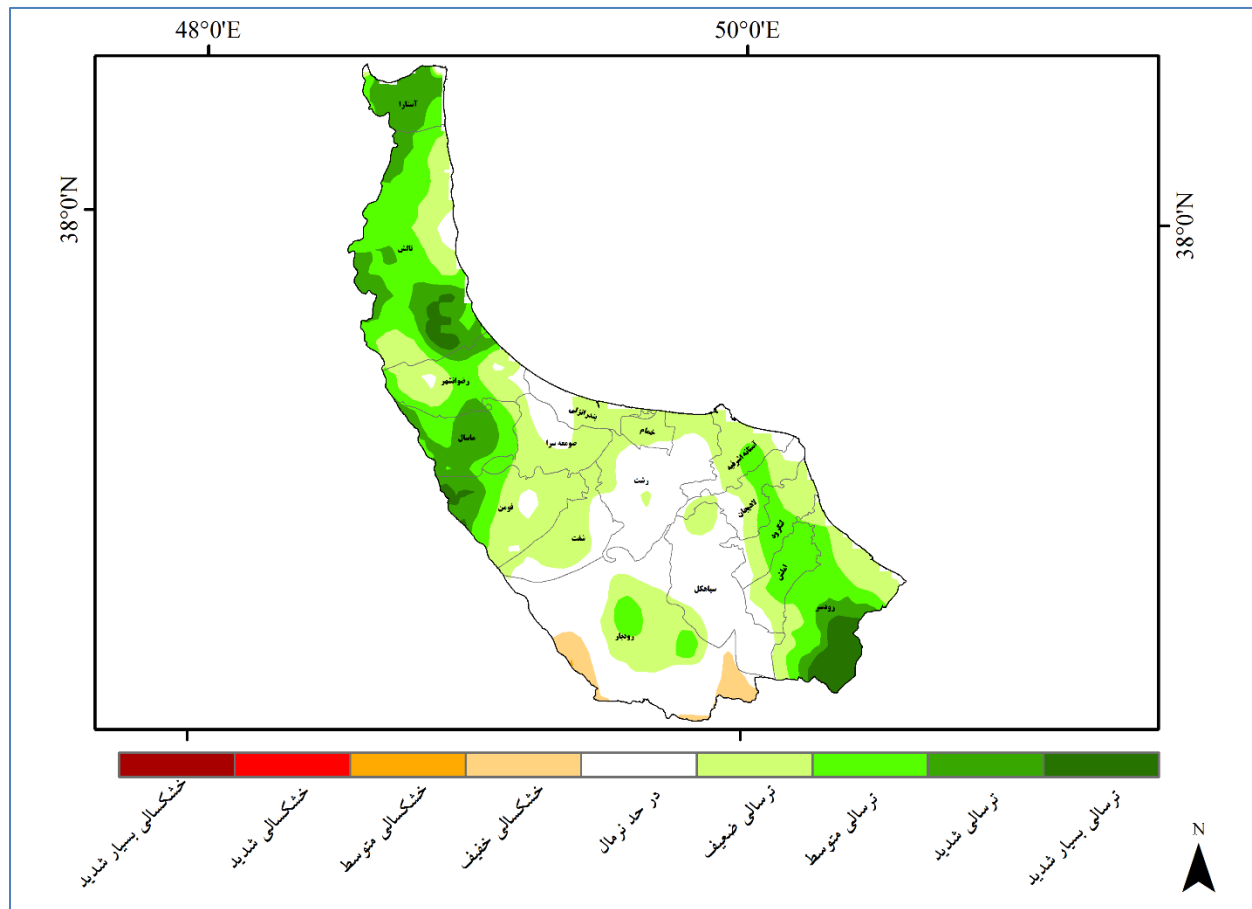 48°0'E
50°0'E
38°0'N
38°0'N
آستارا
تالش
رضوانشهر
ماسال
بندرانزلی
خمام
صومعه سرا
رشت
آستانه اشرفیه
لاهیجان
لنگرود
فومن
شفت
املش
سیاهکل
رودسر
رودبار
خشکسالی بسیار شدید
خشکسالی شدید
خشکسالی متوسط
خشکسالی خفیف
در حد نرمال
ترسالی ضعیف
ترسالی متوسط
ترسالی شدید
ترسالی بسیار شدید
N